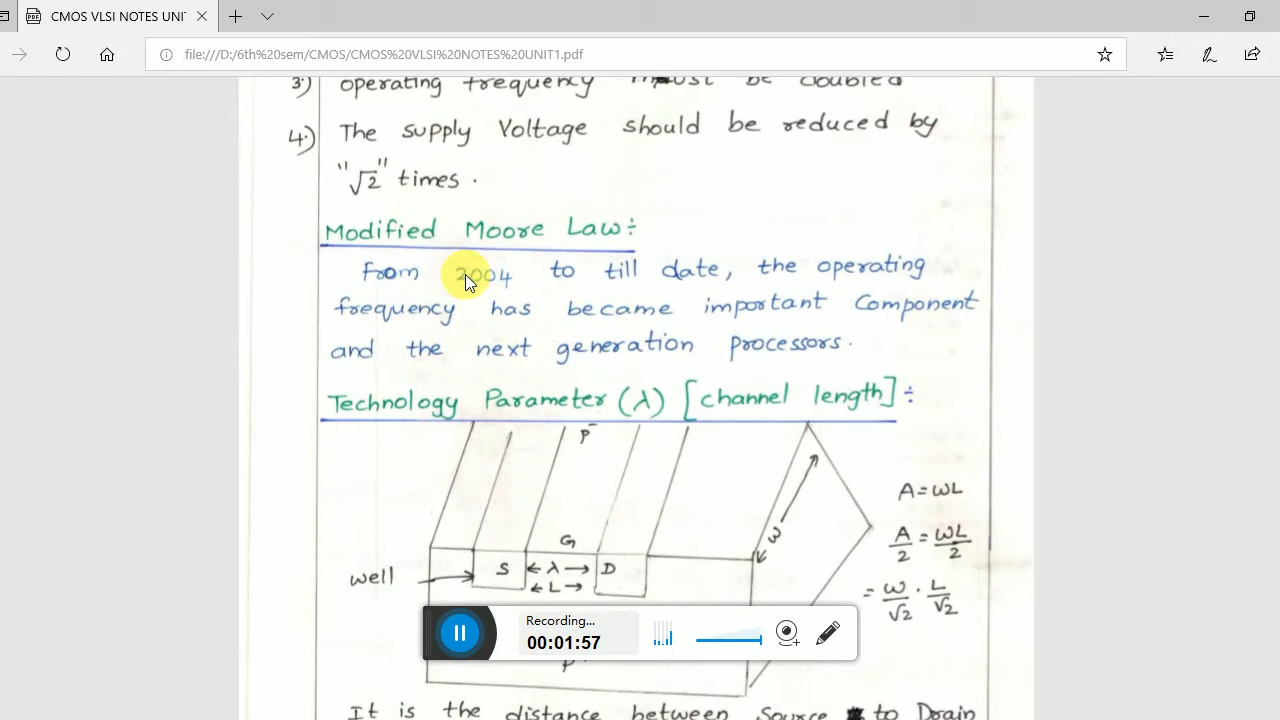 CMOS VLSI NOTES UNIT
file:///D:/6th%20sem/CMOS/CMOS%20VLSI%20NOTES%20UNIT1.pdf
3.) operating frequency must be doubled
4.) The supply Voltage should be reduced by
"√2" times.
Modified Moore Law÷
From 2004 to till date, the operating
frequency has became important Component
and the next generation processors.
Technology Parameter (λ) [channel length]÷
P⁻
A=WL
W
A/2 = WL/2
G
S ←λ→ D
well
←L→
= W/√2 · L/√2
Recording...
00:01:57
P
It is the distance between Source to Drain